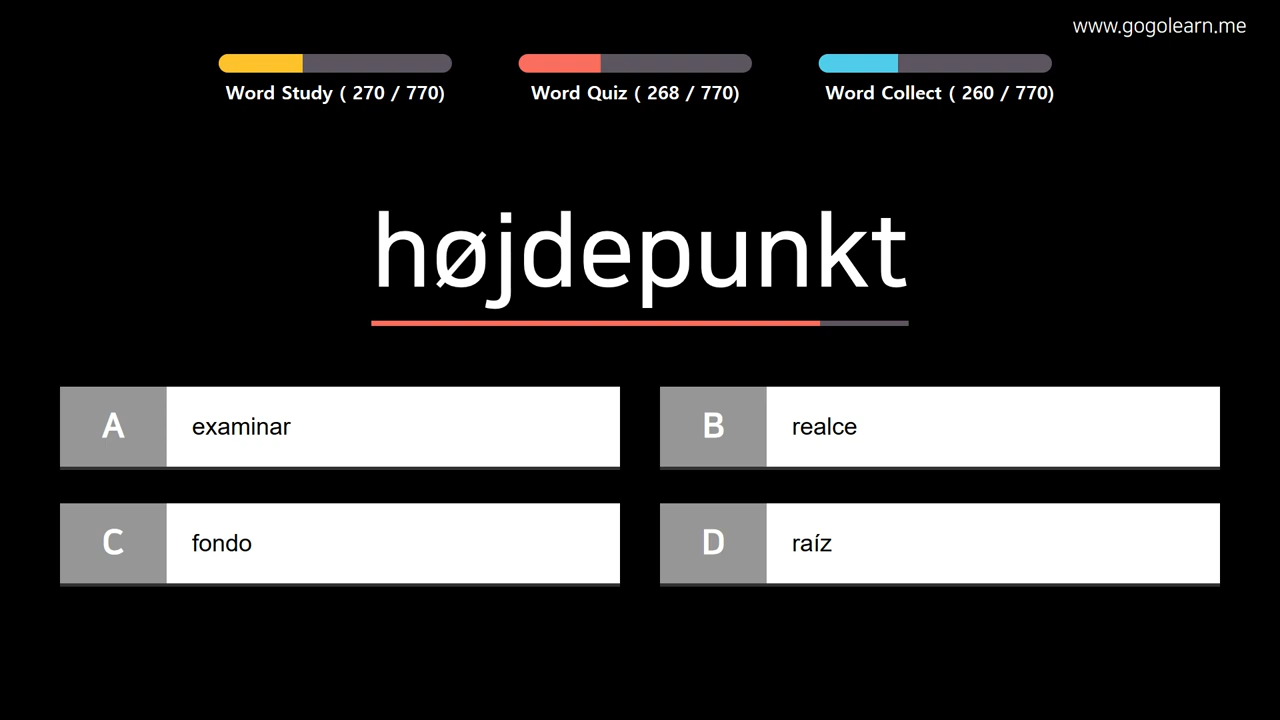 www.gogolearn.me
Word Study ( 270 / 770)
Word Quiz ( 268 / 770)
Word Collect ( 260 / 770)
højdepunkt
A
examinar
B
realce
C
fondo
D
raíz